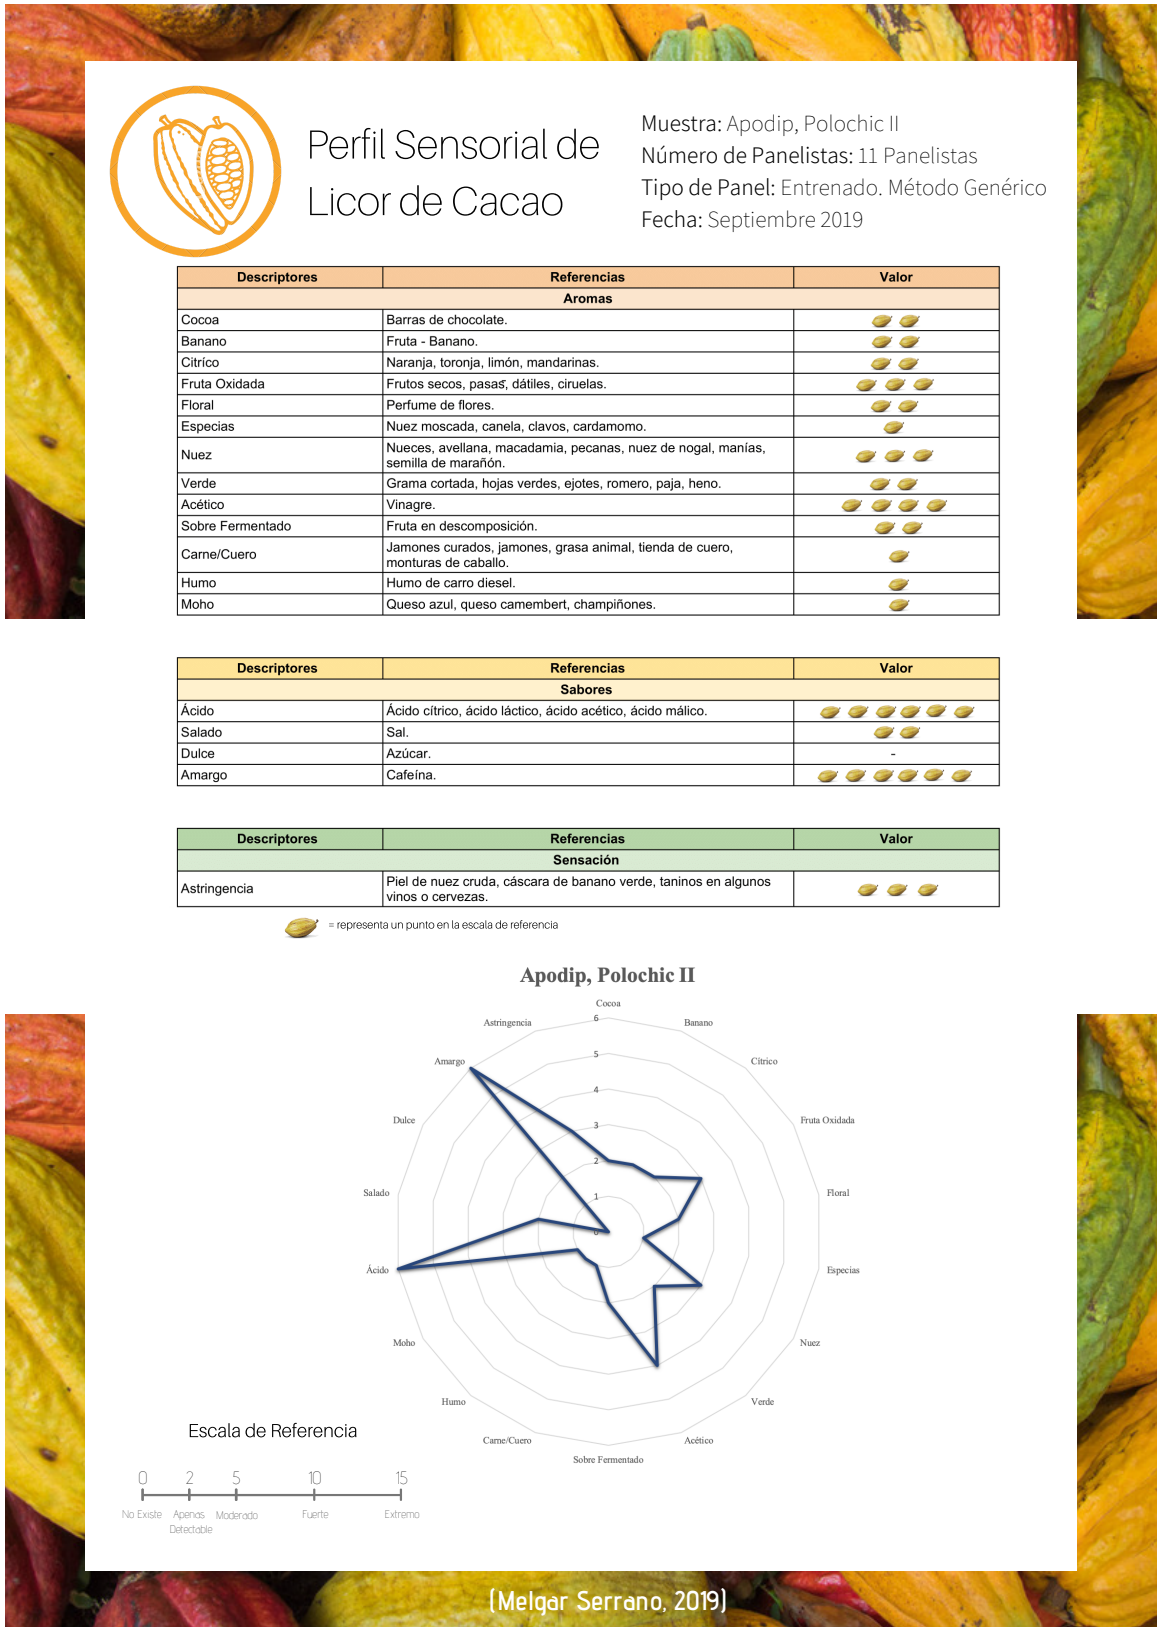 Perfil Sensorial de
Licor de Cacao
Muestra: Apodip, Polochic II
Número de Panelistas: 11 Panelistas
Tipo de Panel: Entrenado. Método Genérico
Fecha: Septiembre 2019
Descriptores Referencias Valor
Aromas
Cocoa Barras de chocolate.
Banano Fruta - Banano.
Citríco Naranja, toronja, limón, mandarinas.
Fruta Oxidada Frutos secos, pasas, dátiles, ciruelas.
Floral Perfume de flores.
Especias Nuez moscada, canela, clavos, cardamomo.
Nuez Nueces, avellana, macadamia, pecanas, nuez de nogal, manías,
semilla de marañón.
Verde Grama cortada, hojas verdes, ejotes, romero, paja, heno.
Acético Vinagre.
Sobre Fermentado Fruta en descomposición.
Carne/Cuero Jamones curados, jamones, grasa animal, tienda de cuero,
monturas de caballo.
Humo Humo de carro diesel.
Moho Queso azul, queso camembert, champiñones.
Descriptores Referencias Valor
Sabores
Ácido Ácido cítrico, ácido láctico, ácido acético, ácido málico.
Salado Sal.
Dulce Azúcar. -
Amargo Cafeína.
Descriptores Referencias Valor
Sensación
Astringencia Piel de nuez cruda, cáscara de banano verde, taninos en algunos
vinos o cervezas.
= representa un punto en la escala de referencia
Apodip, Polochic II
Cocoa
Banano
Cítrico
Fruta Oxidada
Floral
Especias
Nuez
Verde
Acético
Sobre Fermentado
Carne/Cuero
Humo
Moho
Ácido
Salado
Dulce
Amargo
Astringencia
6
5
4
3
2
1
0
Escala de Referencia
0 2 5 10 15
No Existe Apenas Moderado Fuerte Extremo
Detectable
(Melgar Serrano, 2019)